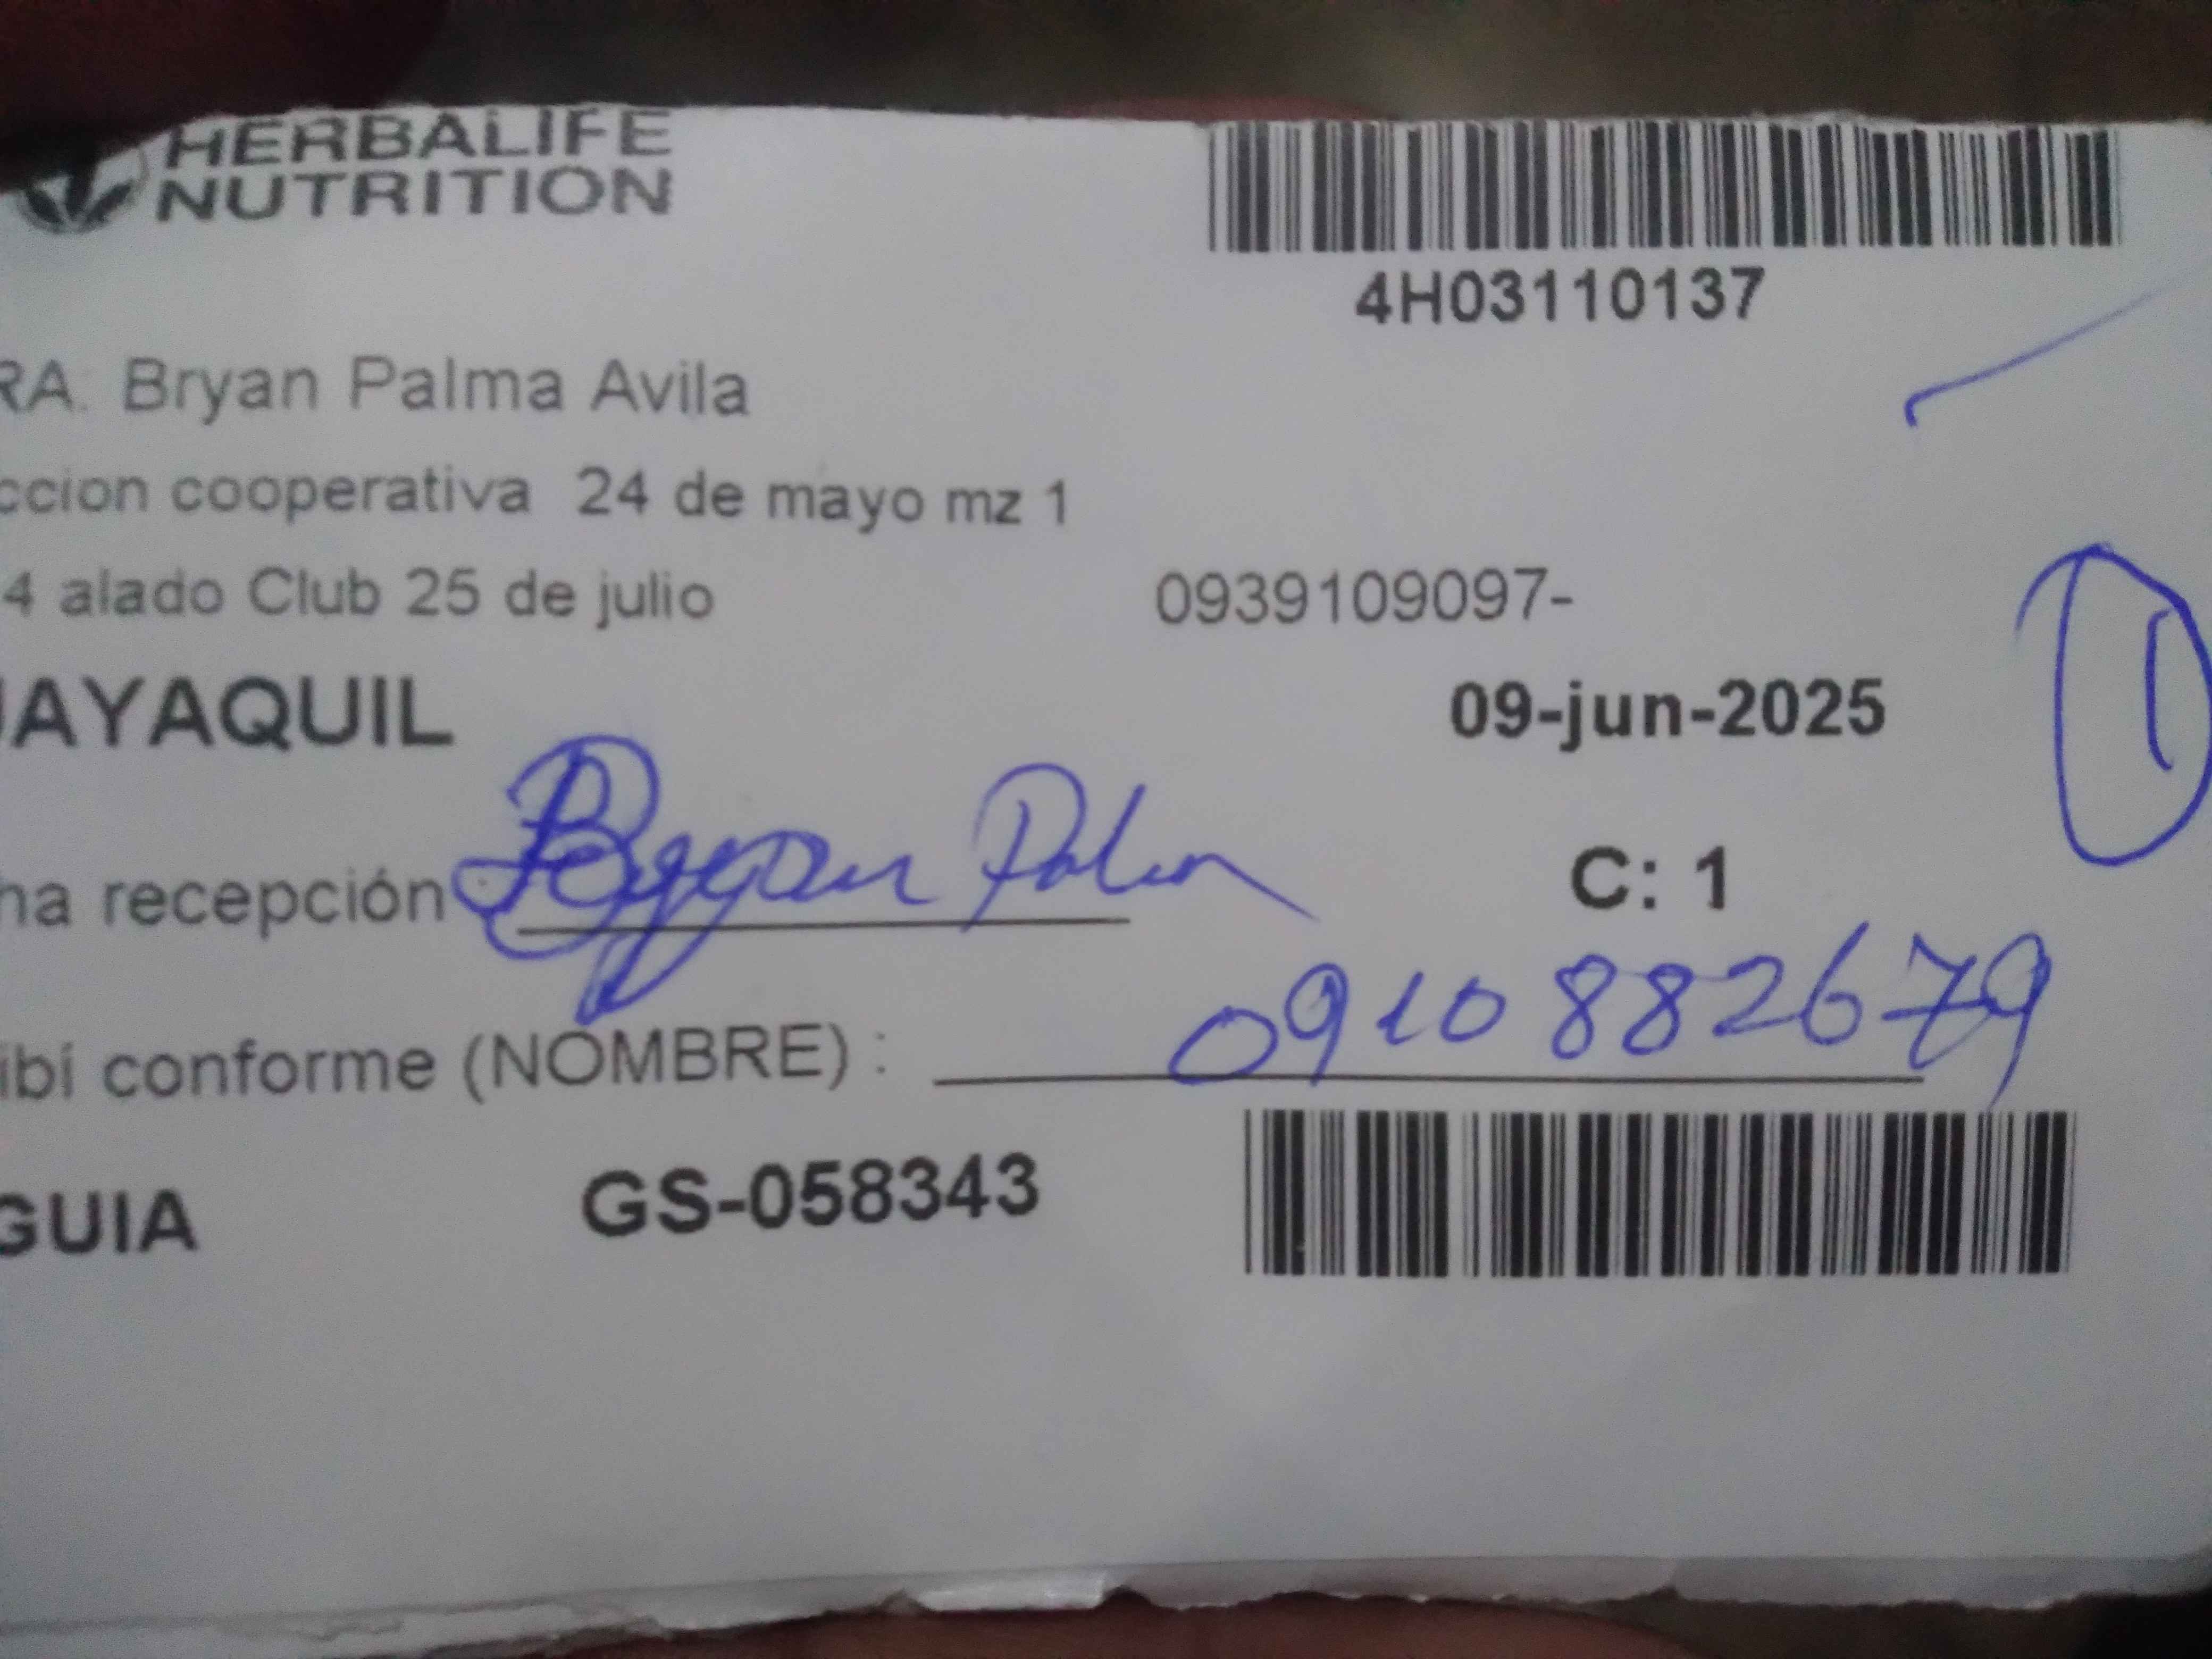 HERBALIFE
NUTRITION
4H03110137
RA. Bryan Palma Avila
ccion cooperativa 24 de mayo mz 1
4 alado Club 25 de julio 0939109097-
JAYAQUIL 09-jun-2025
ha recepción Bryan Palma C: 1
ibí conforme (NOMBRE) : 0910882679
GUIA GS-058343